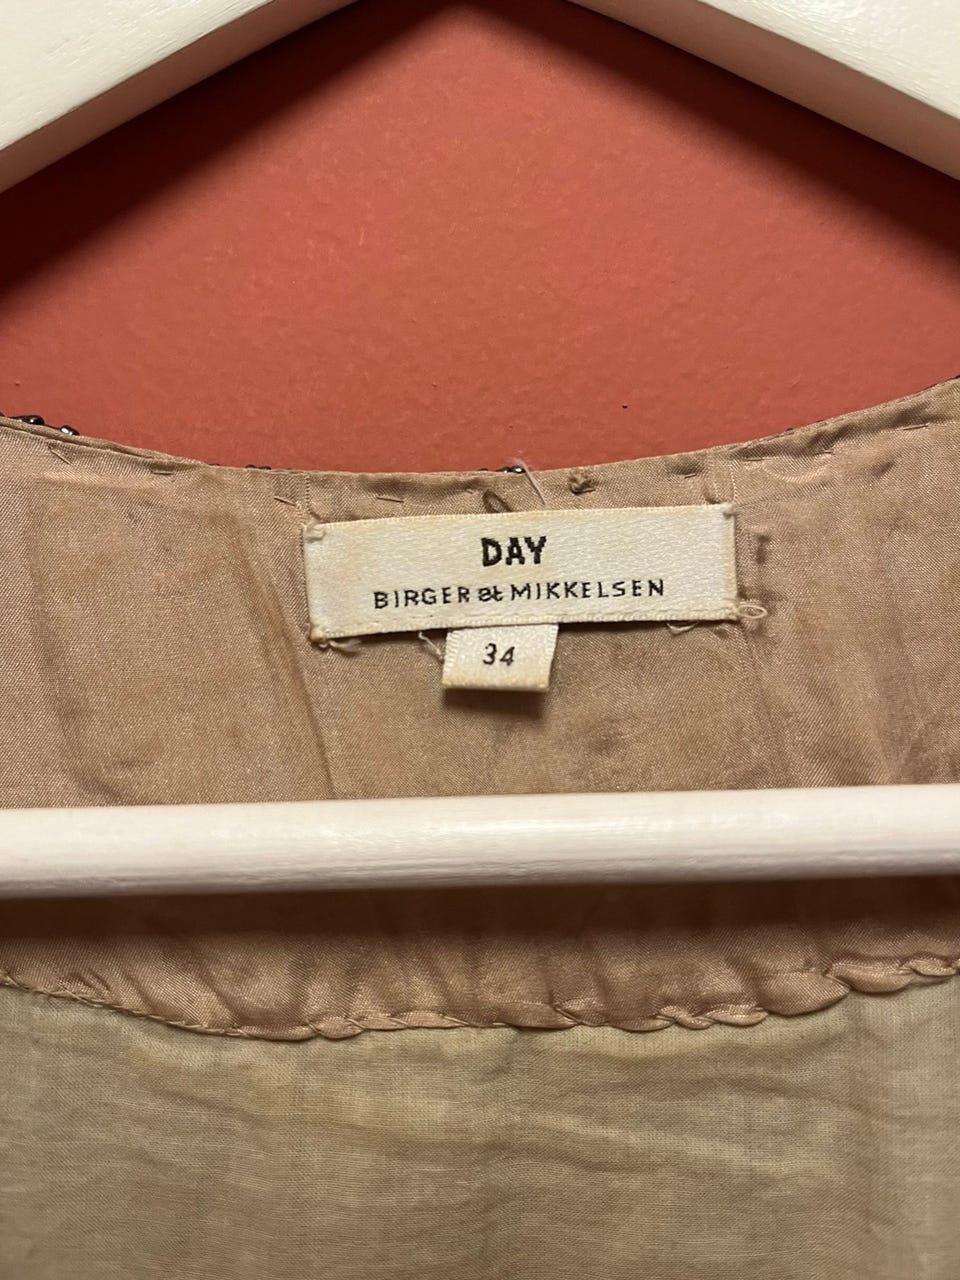 DAY
BIRGER et MIKKELSEN
34